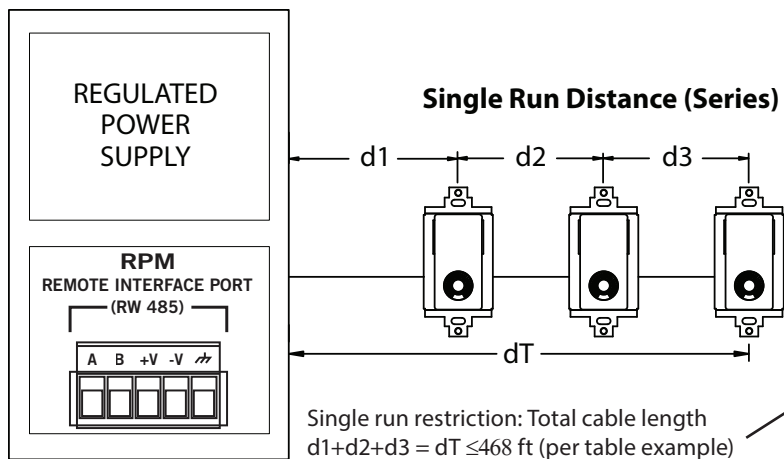 REGULATED
POWER
SUPPLY
Single Run Distance (Series)
d1
d2
d3
RPM
REMOTE INTERFACE PORT
(RW 485)
A B +V -V
dT
Single run restriction: Total cable length
d1+d2+d3 = dT ≤468 ft (per table example)